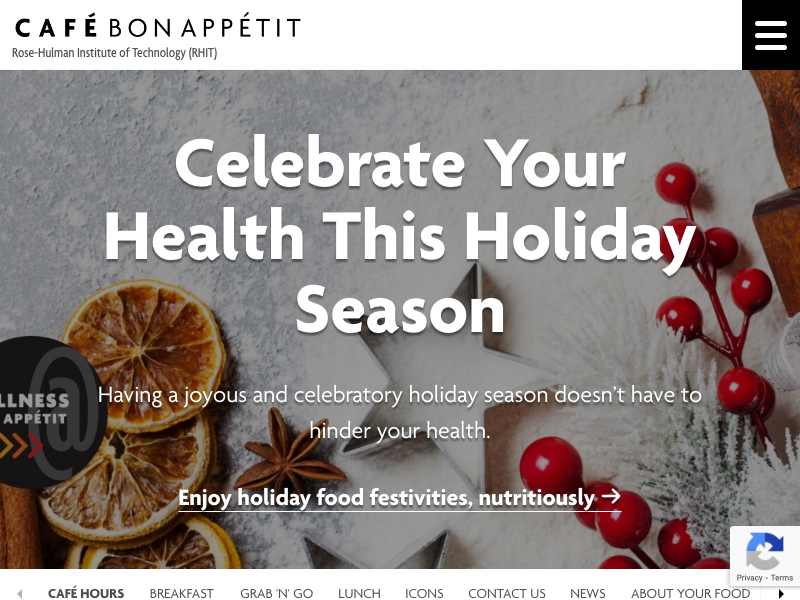 CAFÉ BON APPÉTIT
Rose-Hulman Institute of Technology (RHIT)
Celebrate Your
Health This Holiday
Season
LLNESS
@
APPÉTIT
Having a joyous and celebratory holiday season doesn't have to
hinder your health.
Enjoy holiday food festivities, nutritiously →
Privacy - Terms
CAFÉ HOURS
BREAKFAST
GRAB 'N' GO
LUNCH
ICONS
CONTACT US
NEWS
ABOUT YOUR FOOD